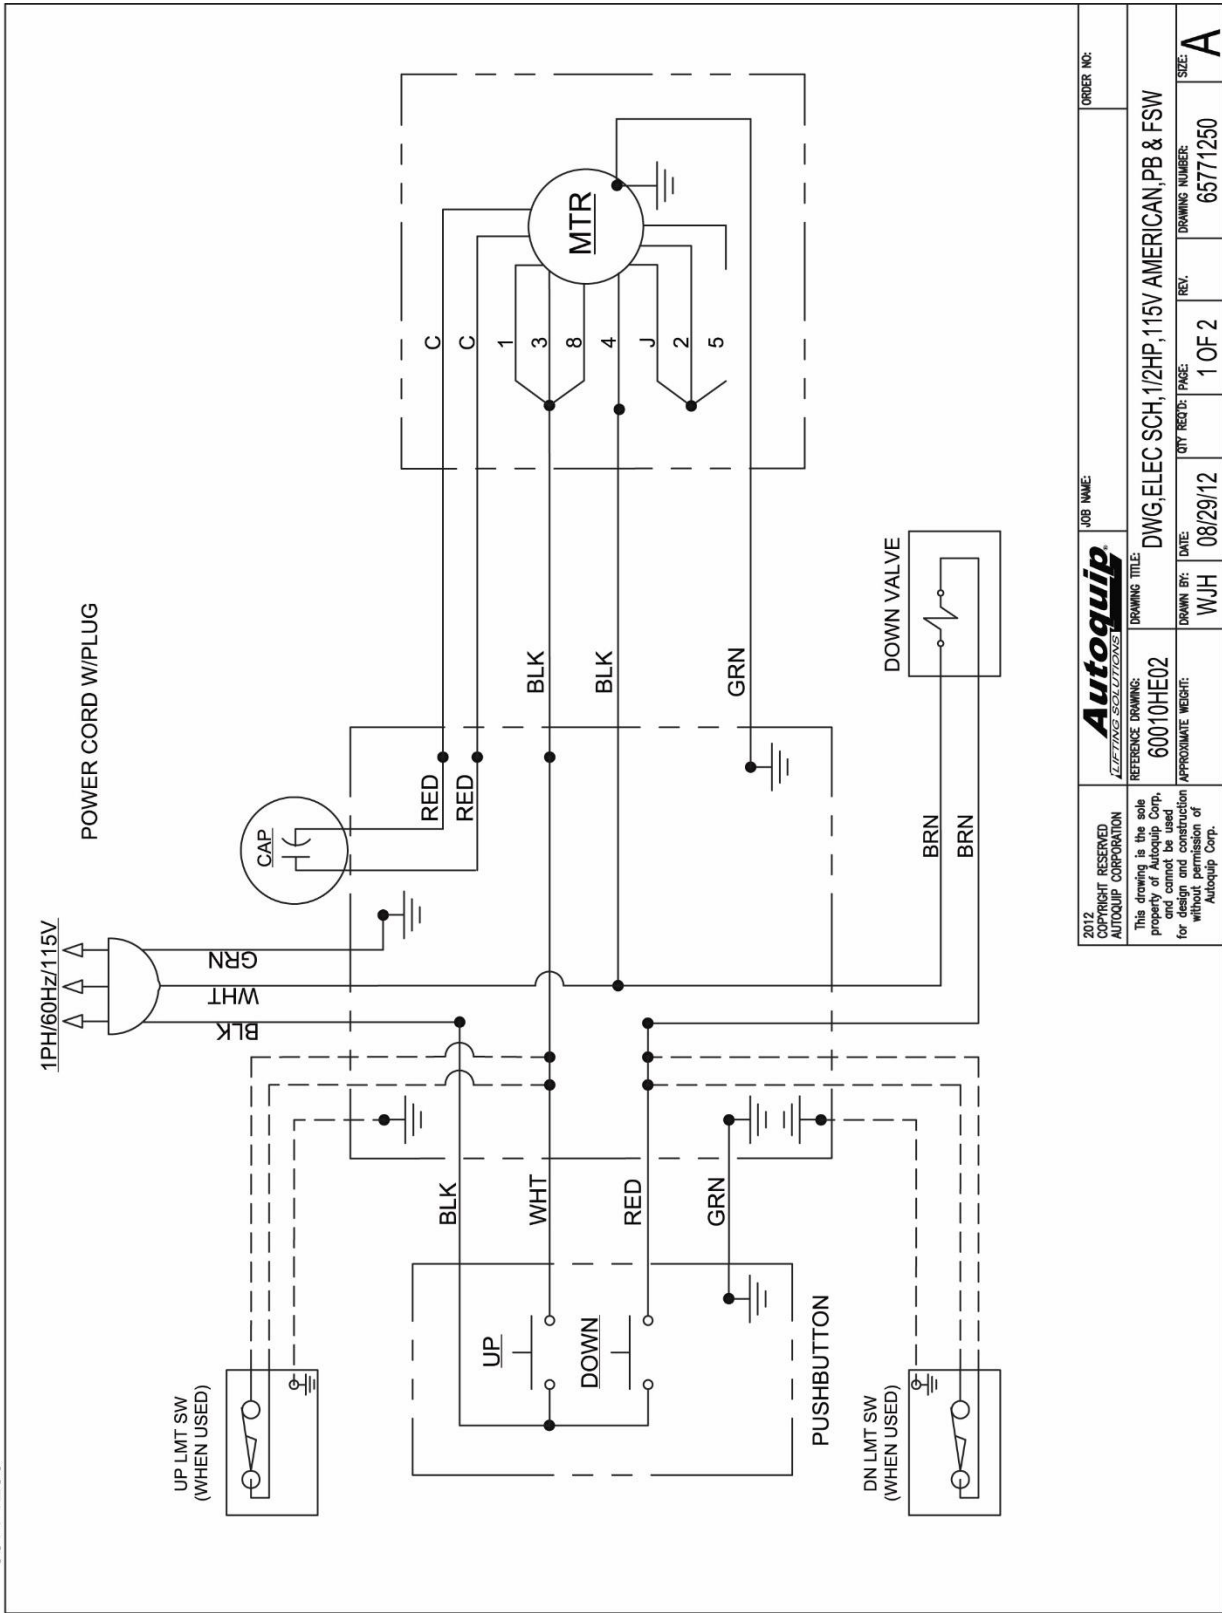 POWER CORD W/PLUG
1PH/60Hz/115V
BLK
WHT
GRN
CAP
RED
RED
UP LMT SW
(WHEN USED)
BLK
WHT
RED
GRN
UP
DOWN
PUSHBUTTON
DN LMT SW
(WHEN USED)
BLK
BLK
GRN
C
C
1
3
8
4
J
2
5
MTR
DOWN VALVE
BRN
BRN
2012
COPYRIGHT RESERVED
AUTOQUIP CORPORATION
This drawing is the sole
property of Autoquip Corp,
and cannot be used
for design and construction
without permission of
Autoquip Corp.
Autoquip®
LIFTING SOLUTIONS
JOB NAME:
ORDER NO:
REFERENCE DRAWING:
60010HE02
DRAWING TITLE:
DWG,ELEC SCH,1/2HP,115V AMERICAN,PB & FSW
APPROXIMATE WEIGHT:
DRAWN BY:
WJH
DATE:
08/29/12
QTY REQ'D:
PAGE:
1 OF 2
REV.
DRAWING NUMBER:
65771250
SIZE:
A